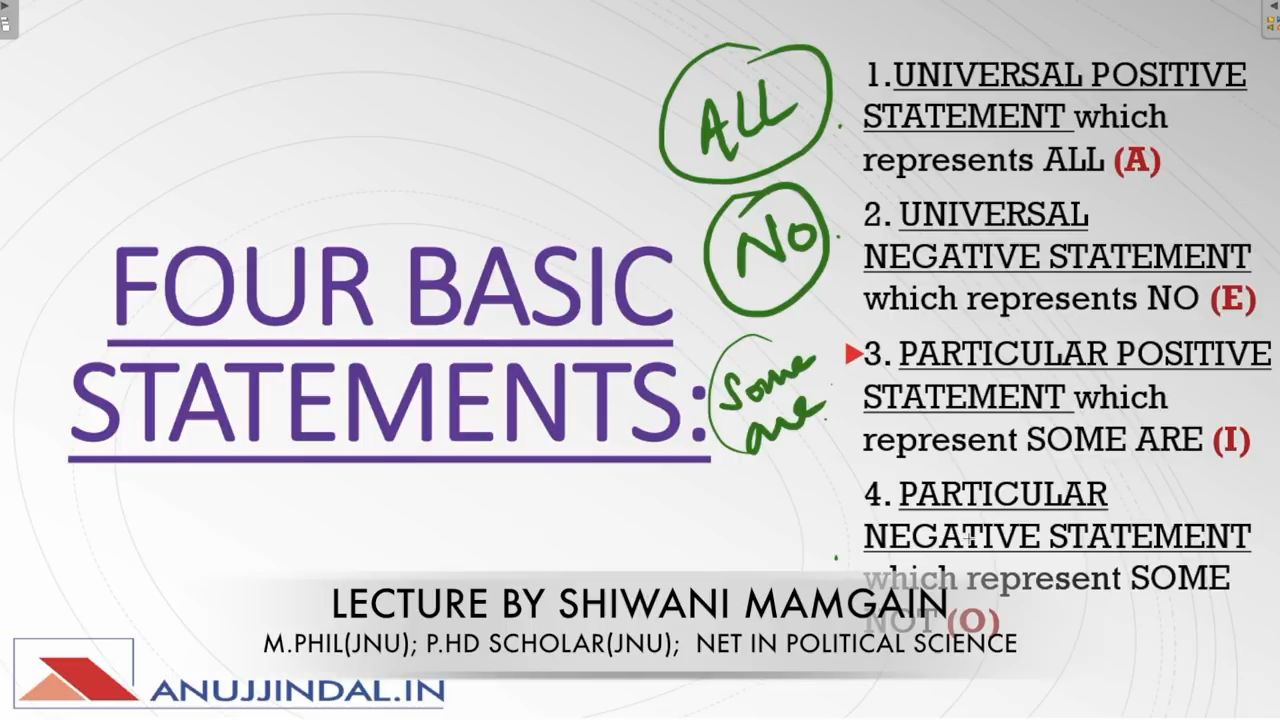 FOUR BASIC
STATEMENTS:
ALL
NO
Some
are
1.UNIVERSAL POSITIVE
STATEMENT which
represents ALL (A)
2. UNIVERSAL
NEGATIVE STATEMENT
which represents NO (E)
3. PARTICULAR POSITIVE
STATEMENT which
represent SOME ARE (I)
4. PARTICULAR
NEGATIVE STATEMENT
which represent SOME
NOT (O)
LECTURE BY SHIWANI MAMGAIN
M.PHIL(JNU); P.HD SCHOLAR(JNU); NET IN POLITICAL SCIENCE
ANUJJINDAL.IN